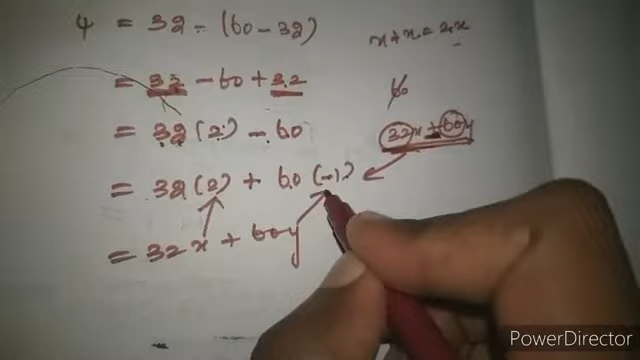 4 = 32 - (60 - 32)
x + x = 2x
= 32 - 60 + 32
60
= 32 (2) - 60
32x + 60y
= 32 (2) + 60 (-1)
= 32x + 60y
PowerDirector